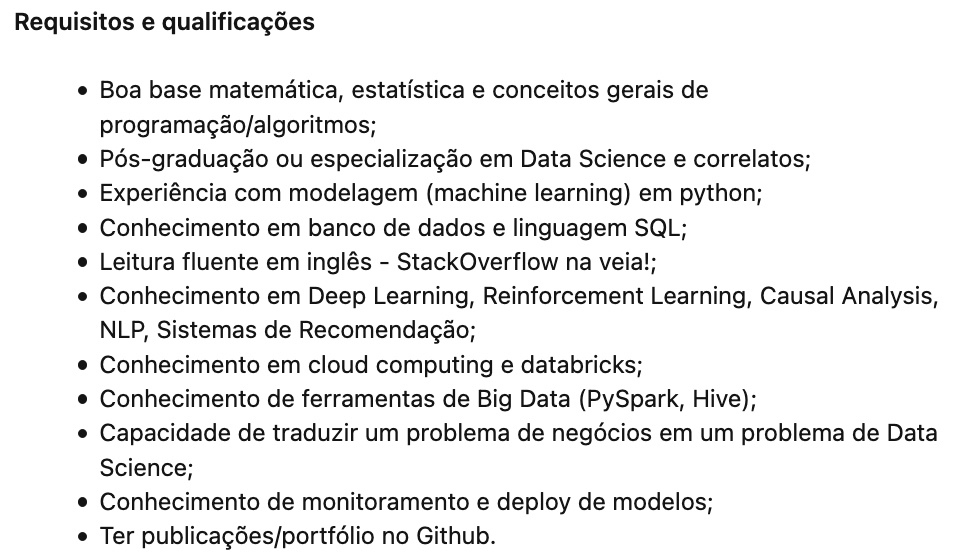 Requisitos e qualificações
• Boa base matemática, estatística e conceitos gerais de
programação/algoritmos;
• Pós-graduação ou especialização em Data Science e correlatos;
• Experiência com modelagem (machine learning) em python;
• Conhecimento em banco de dados e linguagem SQL;
• Leitura fluente em inglês - StackOverflow na veia!;
• Conhecimento em Deep Learning, Reinforcement Learning, Causal Analysis,
NLP, Sistemas de Recomendação;
• Conhecimento em cloud computing e databricks;
• Conhecimento de ferramentas de Big Data (PySpark, Hive);
• Capacidade de traduzir um problema de negócios em um problema de Data
Science;
• Conhecimento de monitoramento e deploy de modelos;
• Ter publicações/portfólio no Github.